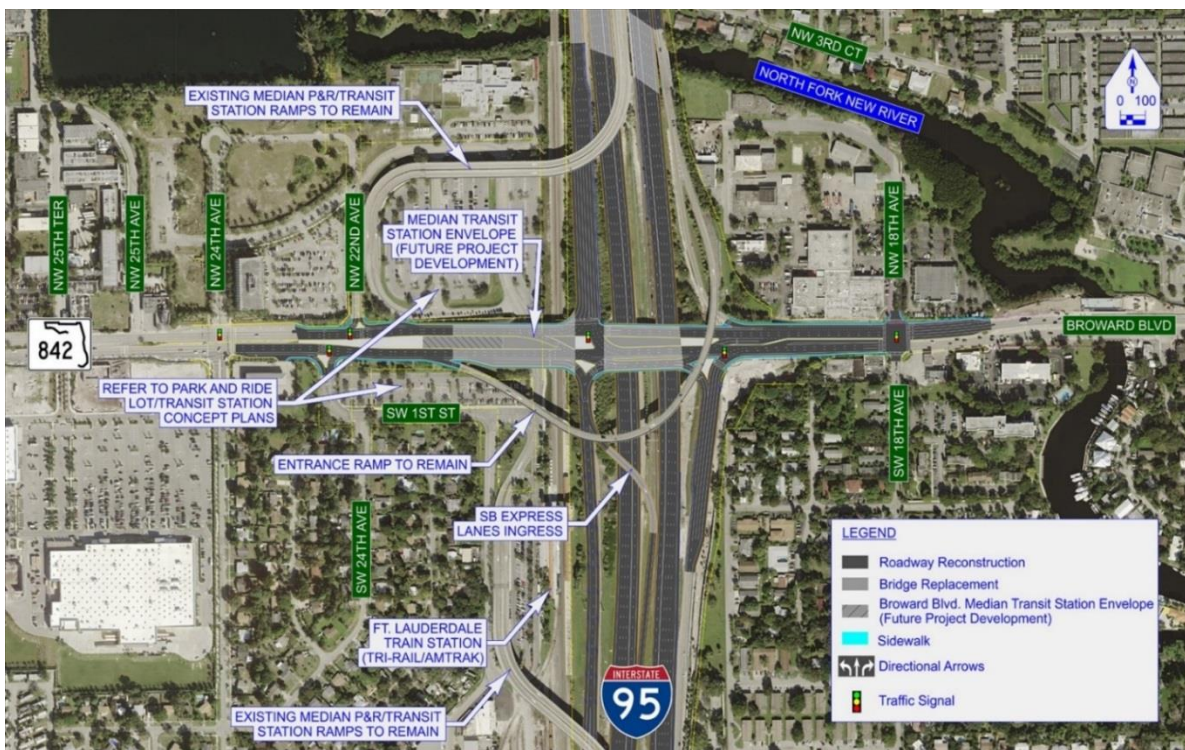 NW 3RD CT
NORTH FORK NEW RIVER
N
0 100
EXISTING MEDIAN P&R/TRANSIT
STATION RAMPS TO REMAIN
NW 25TH TER
NW 25TH AVE
NW 24TH AVE
NW 22ND AVE
MEDIAN TRANSIT
STATION ENVELOPE
(FUTURE PROJECT
DEVELOPMENT)
NW 18TH AVE
842
BROWARD BLVD
REFER TO PARK AND RIDE
LOT/TRANSIT STATION
CONCEPT PLANS
SW 1ST ST
ENTRANCE RAMP TO REMAIN
SW 18TH AVE
SB EXPRESS
LANES INGRESS
SW 24TH AVE
FT. LAUDERDALE
TRAIN STATION
(TRI-RAIL/AMTRAK)
INTERSTATE
95
EXISTING MEDIAN P&R/TRANSIT
STATION RAMPS TO REMAIN
LEGEND
Roadway Reconstruction
Bridge Replacement
Broward Blvd. Median Transit Station Envelope
(Future Project Development)
Sidewalk
Directional Arrows
Traffic Signal